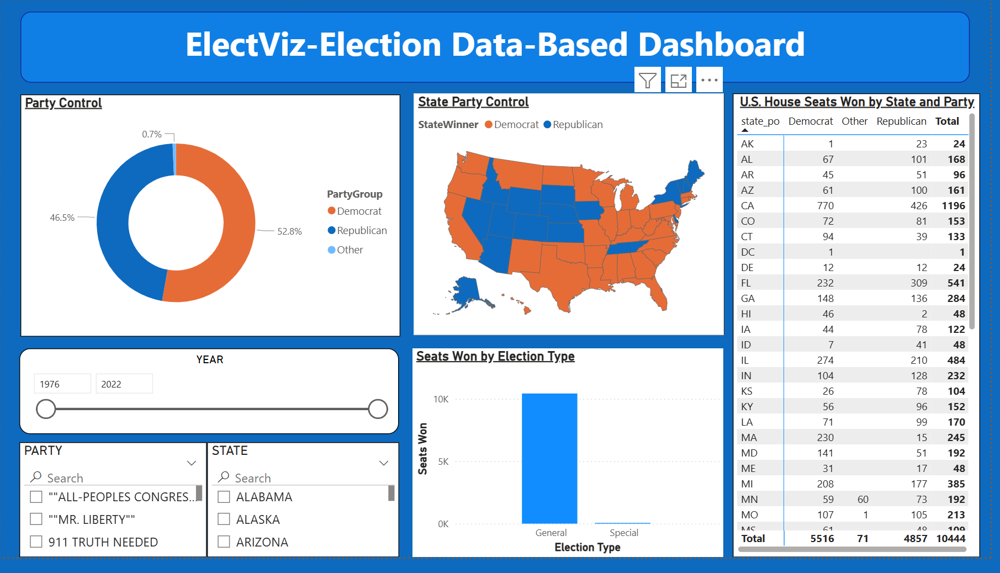 ElectViz-Election Data-Based Dashboard
Party Control
0.7%
46.5%
52.8%
PartyGroup
Democrat
Republican
Other
State Party Control
StateWinner Democrat Republican
U.S. House Seats Won by State and Party
state_po Democrat Other Republican Total
AK 1 23 24
AL 67 101 168
AR 45 51 96
AZ 61 100 161
CA 770 426 1196
CO 72 81 153
CT 94 39 133
DC 1 1
DE 12 12 24
FL 232 309 541
GA 148 136 284
HI 46 2 48
IA 44 78 122
ID 7 41 48
IL 274 210 484
IN 104 128 232
KS 26 78 104
KY 56 96 152
LA 71 99 170
MA 230 15 245
MD 141 51 192
ME 31 17 48
MI 208 177 385
MN 59 60 73 192
MO 107 1 105 213
MS 61 48 109
Total 5516 71 4857 10444
YEAR
1976 2022
PARTY
Search
""ALL-PEOPLES CONGRES...
""MR. LIBERTY""
911 TRUTH NEEDED
STATE
Search
ALABAMA
ALASKA
ARIZONA
Seats Won by Election Type
Seats Won
10K
5K
0K
General Special
Election Type